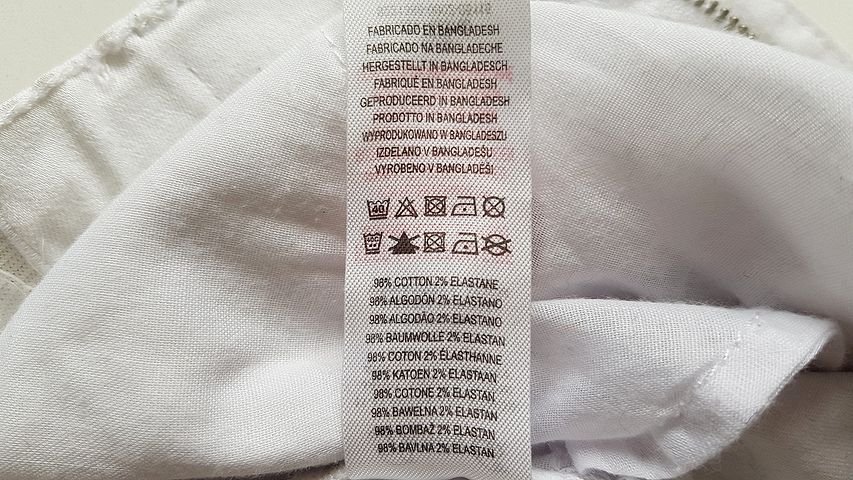 FABRICADO EN BANGLADESH
FABRICADO NA BANGLADECHE
HERGESTELLT IN BANGLADESCH
FABRIQUÉ EN BANGLADESH
GEPRODUCEERD IN BANGLADESH
PRODOTTO IN BANGLADESH
WYPRODUKOWANO W BANGLADESZU
IZDELANO V BANGLADEŠU
VYROBENO V BANGLADÉŠI
40
98% COTTON 2% ELASTANE
98% ALGODÓN 2% ELASTANO
98% ALGODÃO 2% ELASTANO
98% BAUMWOLLE 2% ELASTAN
98% COTON 2% ELASTHANNE
98% KATOEN 2% ELASTAAN
98% COTONE 2% ELASTAN
98% BAWEŁNA 2% ELASTAN
98% BOMBAŽ 2% ELASTAN
98% BAVLNA 2% ELASTAN